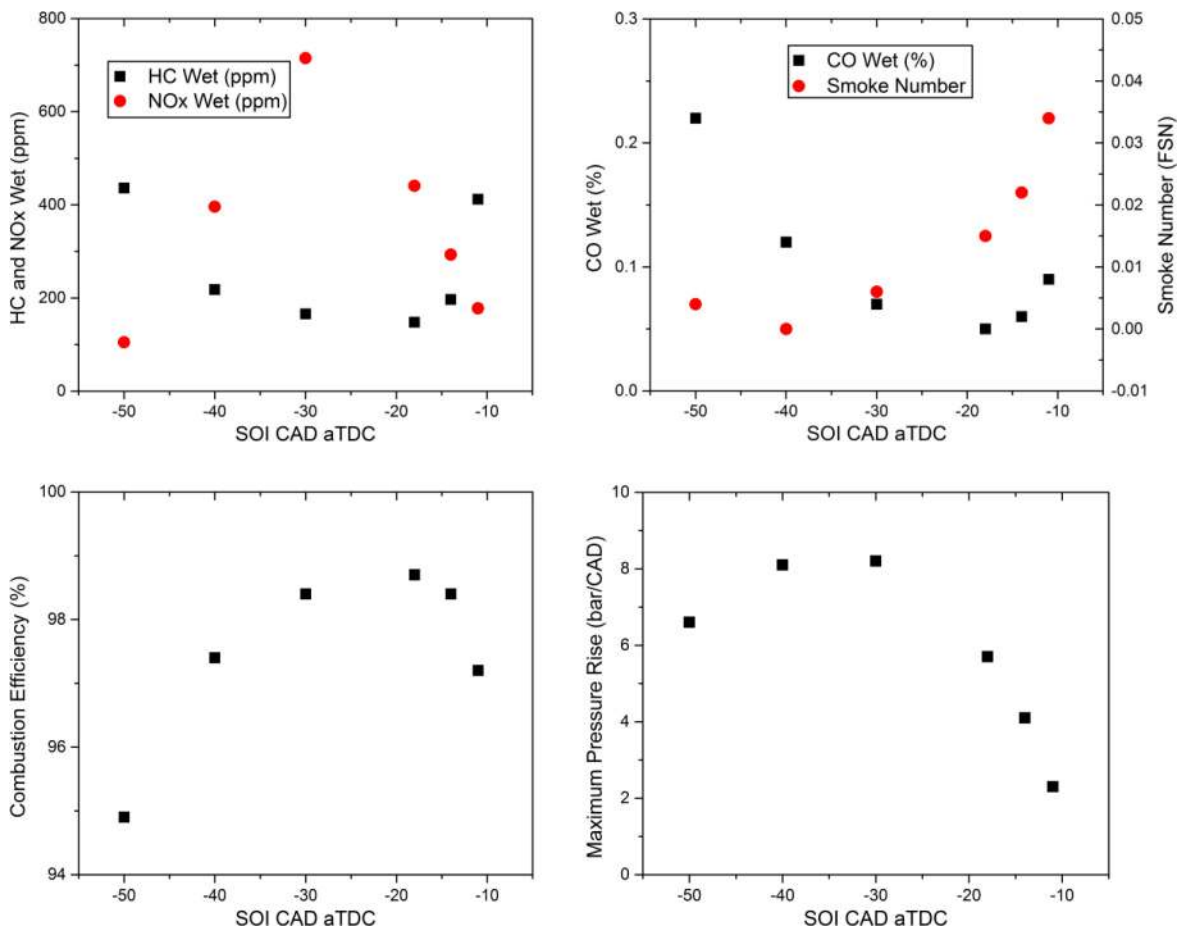 800
600
400
200
0
HC and NOx Wet (ppm)
HC Wet (ppm)
NOx Wet (ppm)
-50 -40 -30 -20 -10
SOI CAD aTDC
0.3
0.2
0.1
0.0
CO Wet (%)
CO Wet (%)
Smoke Number
0.05
0.04
0.03
0.02
0.01
0.00
-0.01
Smoke Number (FSN)
-50 -40 -30 -20 -10
SOI CAD aTDC
100
98
96
94
Combustion Efficiency (%)
-50 -40 -30 -20 -10
SOI CAD aTDC
10
8
6
4
2
0
Maximum Pressure Rise (bar/CAD)
-50 -40 -30 -20 -10
SOI CAD aTDC